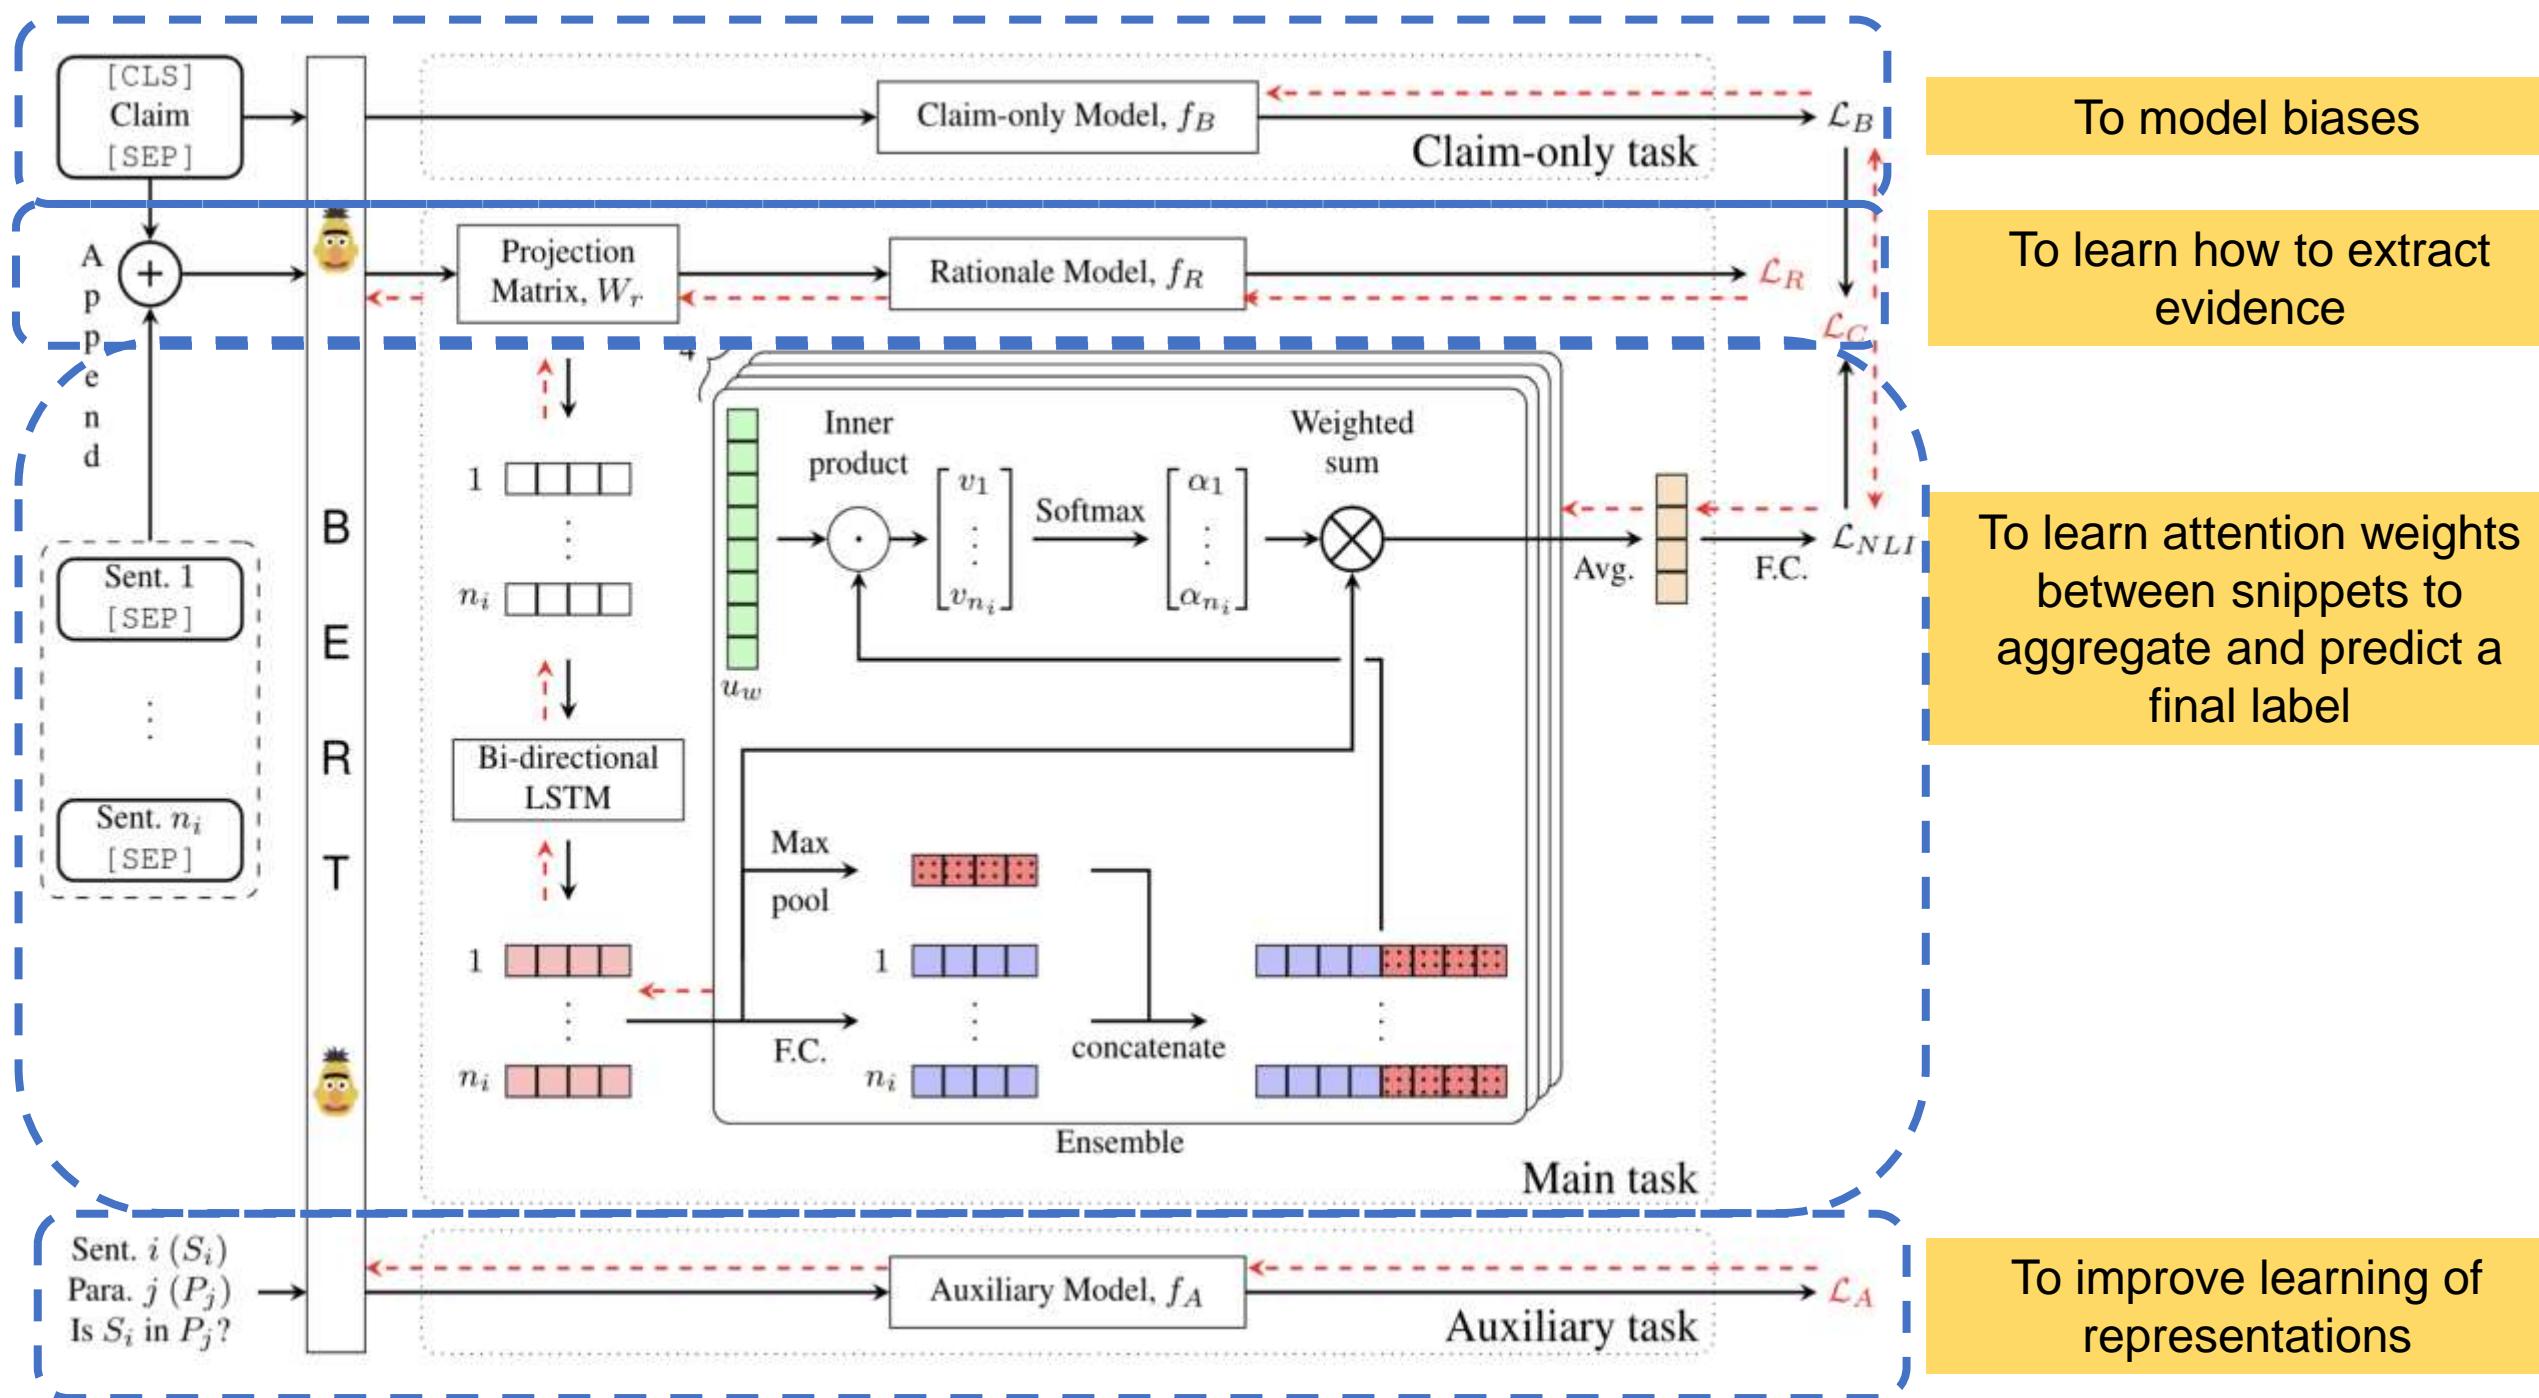 [CLS]
Claim
[SEP]
Claim-only Model, f_B
ℒ_B
Claim-only task
To model biases
Append
+
Projection
Matrix, W_r
Rationale Model, f_R
ℒ_R
ℒ_C
To learn how to extract
evidence
4
BERT
Sent. 1
[SEP]
⋮
Sent. n_i
[SEP]
1
⋮
n_i
Bi-directional
LSTM
1
⋮
n_i
u_w
Inner
product
v_1
⋮
v_{n_i}
Softmax
α_1
⋮
α_{n_i}
Weighted
sum
Avg.
F.C.
ℒ_{NLI}
Max
pool
F.C.
1
⋮
n_i
concatenate
⋮
Ensemble
Main task
To learn attention weights
between snippets to
aggregate and predict a
final label
Sent. i (S_i)
Para. j (P_j)
Is S_i in P_j?
Auxiliary Model, f_A
ℒ_A
Auxiliary task
To improve learning of
representations